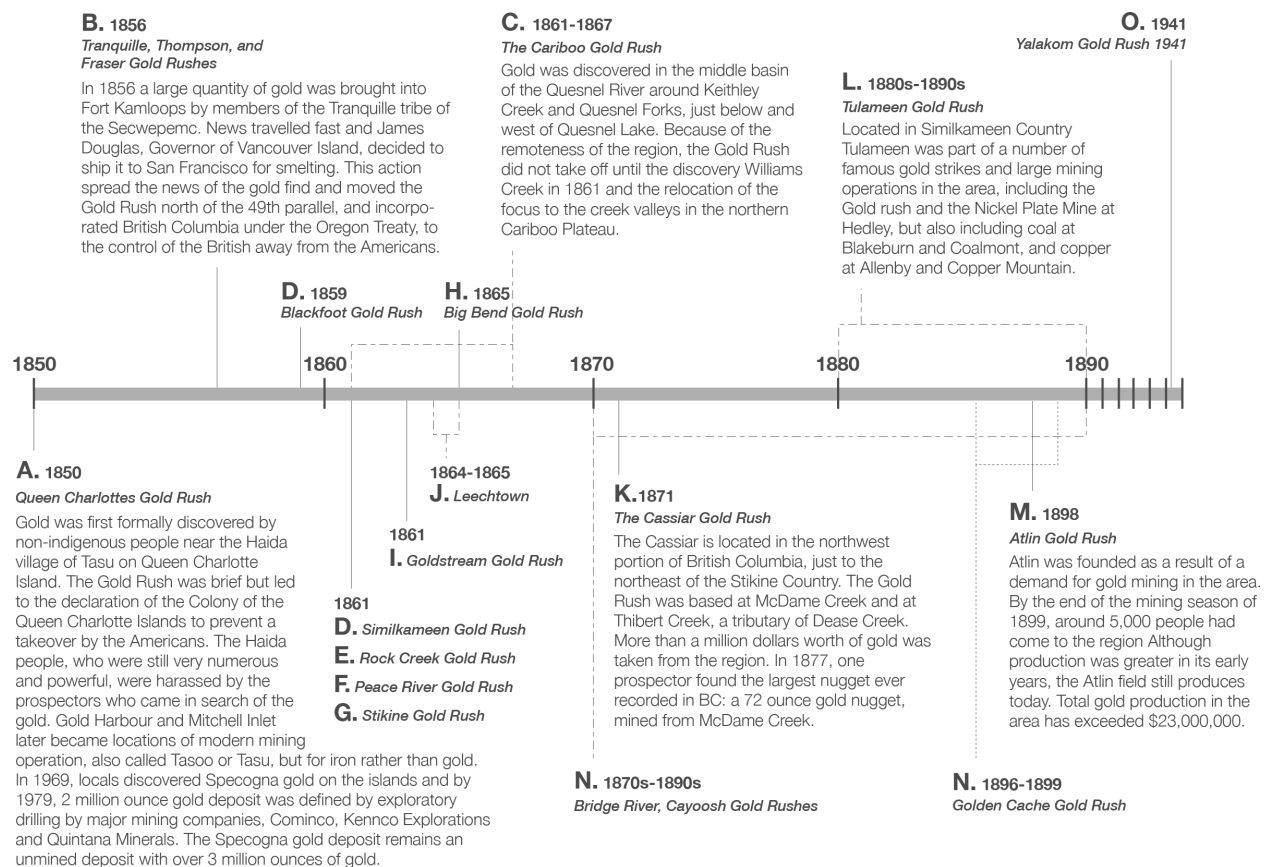 B. 1856
Tranquille, Thompson, and
Fraser Gold Rushes
In 1856 a large quantity of gold was brought into
Fort Kamloops by members of the Tranquille tribe of
the Secwepemc. News travelled fast and James
Douglas, Governor of Vancouver Island, decided to
ship it to San Francisco for smelting. This action
spread the news of the gold find and moved the
Gold Rush north of the 49th parallel, and incorpo-
rated British Columbia under the Oregon Treaty, to
the control of the British away from the Americans.
C. 1861-1867
The Cariboo Gold Rush
Gold was discovered in the middle basin
of the Quesnel River around Keithley
Creek and Quesnel Forks, just below and
west of Quesnel Lake. Because of the
remoteness of the region, the Gold Rush
did not take off until the discovery Williams
Creek in 1861 and the relocation of the
focus to the creek valleys in the northern
Cariboo Plateau.
O. 1941
Yalakom Gold Rush 1941
L. 1880s-1890s
Tulameen Gold Rush
Located in Similkameen Country
Tulameen was part of a number of
famous gold strikes and large mining
operations in the area, including the
Gold rush and the Nickel Plate Mine at
Hedley, but also including coal at
Blakeburn and Coalmont, and copper
at Allenby and Copper Mountain.
D. 1859
Blackfoot Gold Rush
H. 1865
Big Bend Gold Rush
1850
1860
1870
1880
1890
A. 1850
Queen Charlottes Gold Rush
Gold was first formally discovered by
non-indigenous people near the Haida
village of Tasu on Queen Charlotte
Island. The Gold Rush was brief but led
to the declaration of the Colony of the
Queen Charlotte Islands to prevent a
takeover by the Americans. The Haida
people, who were still very numerous
and powerful, were harassed by the
prospectors who came in search of the
gold. Gold Harbour and Mitchell Inlet
later became locations of modern mining
operation, also called Tasoo or Tasu, but for iron rather than gold.
In 1969, locals discovered Specogna gold on the islands and by
1979, 2 million ounce gold deposit was defined by exploratory
drilling by major mining companies, Cominco, Kennco Explorations
and Quintana Minerals. The Specogna gold deposit remains an
unmined deposit with over 3 million ounces of gold.
1864-1865
J. Leechtown
1861
I. Goldstream Gold Rush
1861
D. Similkameen Gold Rush
E. Rock Creek Gold Rush
F. Peace River Gold Rush
G. Stikine Gold Rush
K.1871
The Cassiar Gold Rush
The Cassiar is located in the northwest
portion of British Columbia, just to the
northeast of the Stikine Country. The Gold
Rush was based at McDame Creek and at
Thibert Creek, a tributary of Dease Creek.
More than a million dollars worth of gold was
taken from the region. In 1877, one
prospector found the largest nugget ever
recorded in BC: a 72 ounce gold nugget,
mined from McDame Creek.
M. 1898
Atlin Gold Rush
Atlin was founded as a result of a
demand for gold mining in the area.
By the end of the mining season of
1899, around 5,000 people had
come to the region Although
production was greater in its early
years, the Atlin field still produces
today. Total gold production in the
area has exceeded $23,000,000.
N. 1870s-1890s
Bridge River, Cayoosh Gold Rushes
N. 1896-1899
Golden Cache Gold Rush